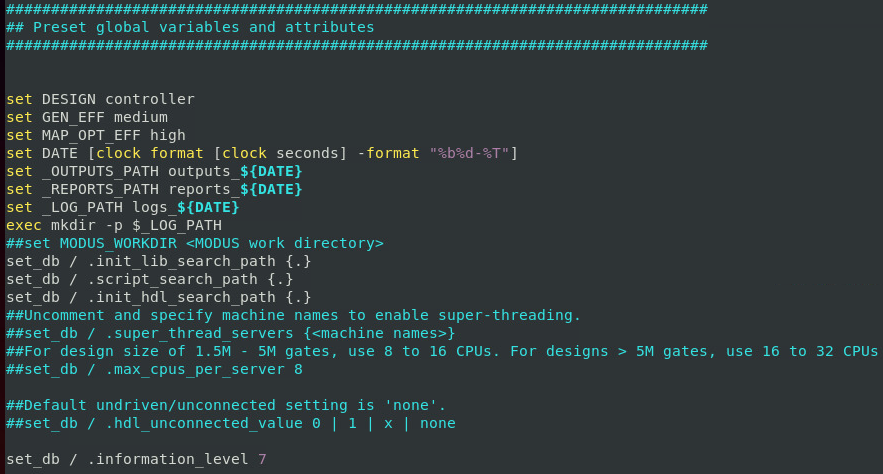 ##############################################################################
## Preset global variables and attributes
##############################################################################
set DESIGN controller
set GEN_EFF medium
set MAP_OPT_EFF high
set DATE [clock format [clock seconds] -format "%b%d-%T"]
set _OUTPUTS_PATH outputs_${DATE}
set _REPORTS_PATH reports_${DATE}
set _LOG_PATH logs_${DATE}
exec mkdir -p $_LOG_PATH
##set MODUS_WORKDIR <MODUS work directory>
set_db / .init_lib_search_path {.}
set_db / .script_search_path {.}
set_db / .init_hdl_search_path {.}
##Uncomment and specify machine names to enable super-threading.
##set_db / .super_thread_servers {<machine names>}
##For design size of 1.5M - 5M gates, use 8 to 16 CPUs. For designs > 5M gates, use 16 to 32 CPUs
##set_db / .max_cpus_per_server 8
##Default undriven/unconnected setting is 'none'.
##set_db / .hdl_unconnected_value 0 | 1 | x | none
set_db / .information_level 7